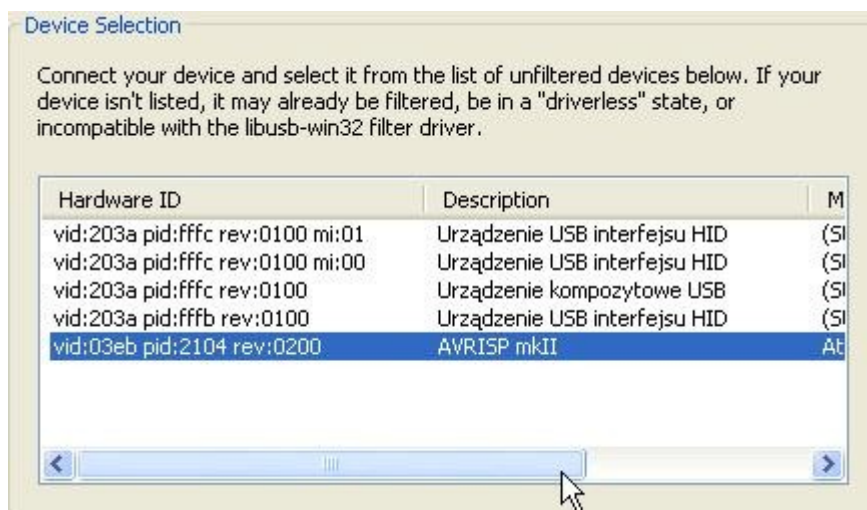 Device Selection
Connect your device and select it from the list of unfiltered devices below. If your
device isn't listed, it may already be filtered, be in a "driverless" state, or
incompatible with the libusb-win32 filter driver.
Hardware ID Description M
vid:203a pid:fffc rev:0100 mi:01 Urządzenie USB interfejsu HID (S
vid:203a pid:fffc rev:0100 mi:00 Urządzenie USB interfejsu HID (S
vid:203a pid:fffc rev:0100 Urządzenie kompozytowe USB (S
vid:203a pid:fffb rev:0100 Urządzenie USB interfejsu HID (S
vid:03eb pid:2104 rev:0200 AVRISP mkII At